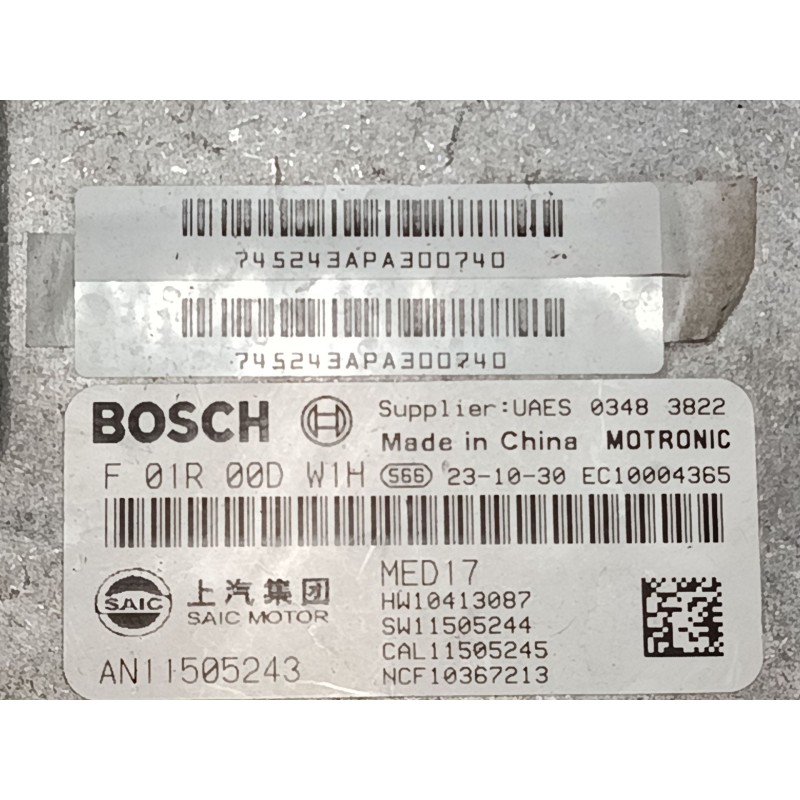 745243APA300740
745243APA300740
BOSCH Supplier:UAES 0348 3822
Made in China MOTRONIC
F 01R 00D W1H S66 23-10-30 EC10004365
MED17
SAIC 上汽集团 HW10413087
SAIC MOTOR SW11505244
CAL11505245
AN11505243 NCF10367213